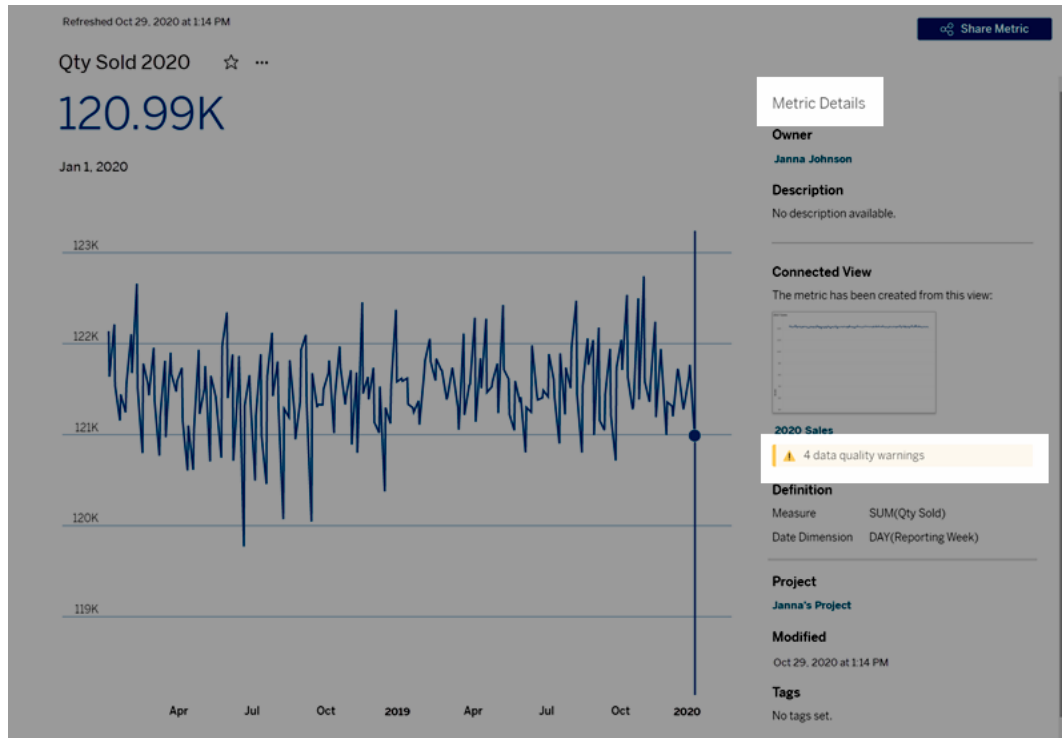 Refreshed Oct 29, 2020 at 1:14 PM
Share Metric
Qty Sold 2020
120.99K
Jan 1, 2020
123K
122K
121K
120K
119K
Apr
Jul
Oct
2019
Apr
Jul
Oct
2020
Metric Details
Owner
Janna Johnson
Description
No description available.
Connected View
The metric has been created from this view:
2020 Sales
4 data quality warnings
Definition
Measure SUM(Qty Sold)
Date Dimension DAY(Reporting Week)
Project
Janna's Project
Modified
Oct 29, 2020 at 1:14 PM
Tags
No tags set.